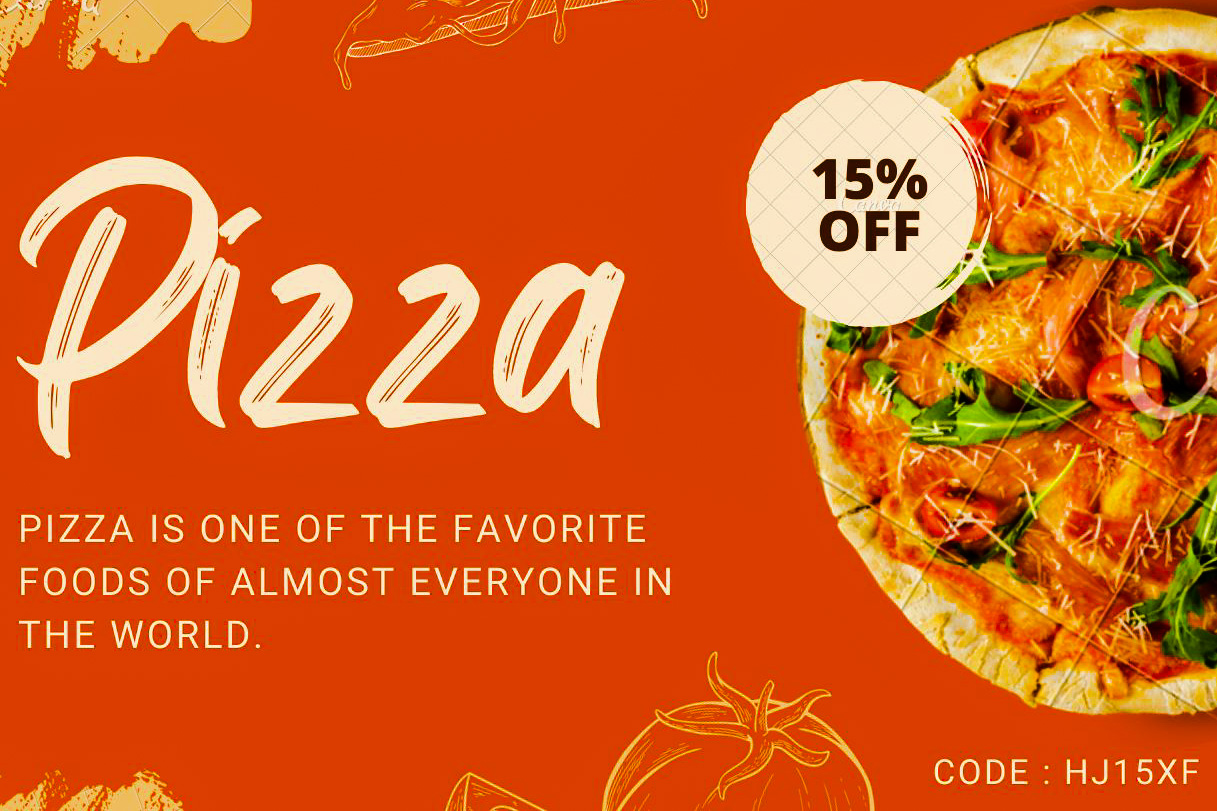 Pizza
15%
OFF
PIZZA IS ONE OF THE FAVORITE
FOODS OF ALMOST EVERYONE IN
THE WORLD.
CODE : HJ15XF